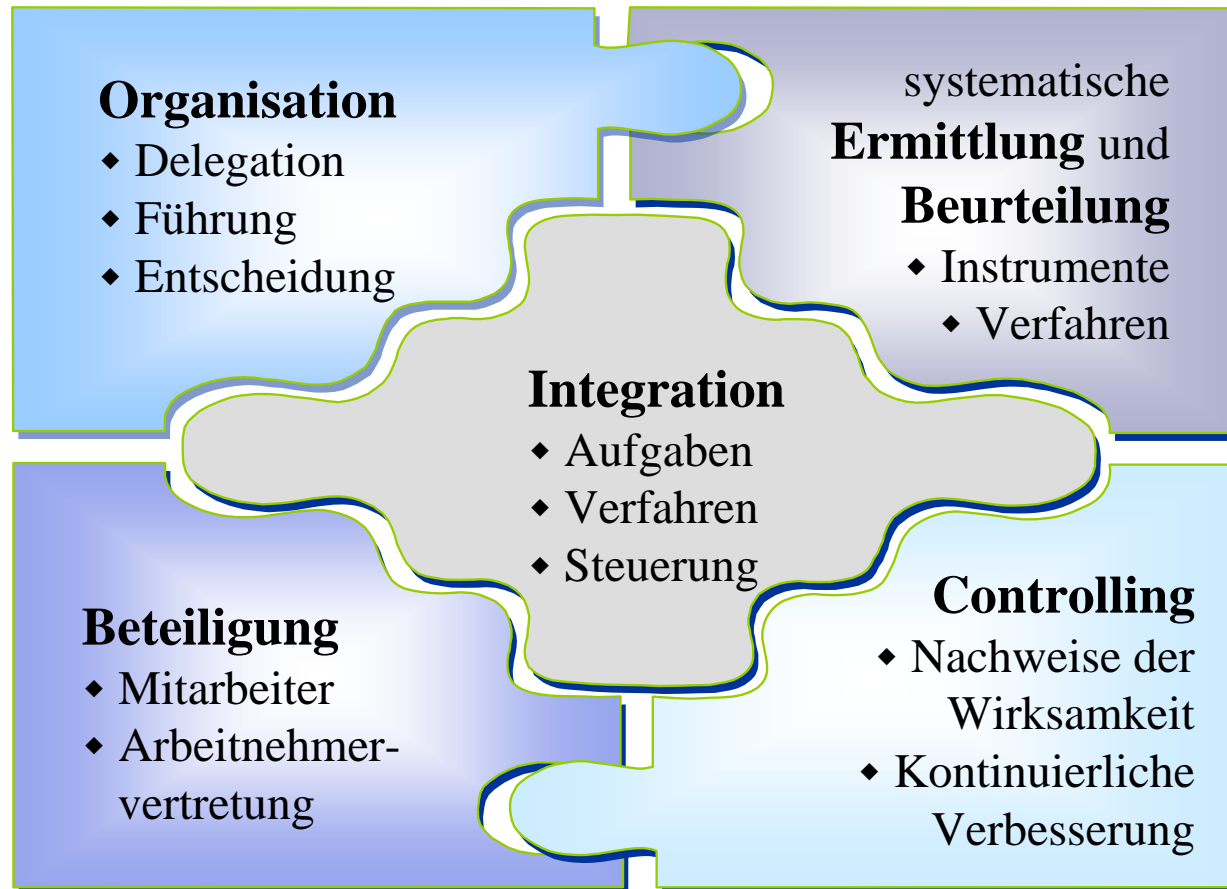 Organisation
◆ Delegation
◆ Führung
◆ Entscheidung
systematische
Ermittlung und
Beurteilung
◆ Instrumente
◆ Verfahren
Integration
◆ Aufgaben
◆ Verfahren
◆ Steuerung
Beteiligung
◆ Mitarbeiter
◆ Arbeitnehmer-
vertretung
Controlling
◆ Nachweise der
Wirksamkeit
◆ Kontinuierliche
Verbesserung